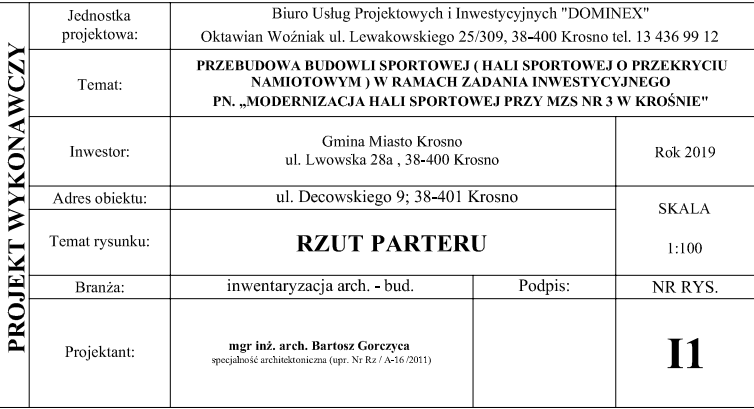 PROJEKT WYKONAWCZY
Jednostka
projektowa:
Biuro Usług Projektowych i Inwestycyjnych "DOMINEX"
Oktawian Woźniak ul. Lewakowskiego 25/309, 38-400 Krosno tel. 13 436 99 12
Temat:
PRZEBUDOWA BUDOWLI SPORTOWEJ ( HALI SPORTOWEJ O PRZEKRYCIU
NAMIOTOWYM ) W RAMACH ZADANIA INWESTYCYJNEGO
PN. „MODERNIZACJA HALI SPORTOWEJ PRZY MZS NR 3 W KROŚNIE"
Inwestor:
Gmina Miasto Krosno
ul. Lwowska 28a , 38-400 Krosno
Rok 2019
Adres obiektu:
ul. Decowskiego 9; 38-401 Krosno
SKALA
1:100
Temat rysunku:
RZUT PARTERU
Branża:
inwentaryzacja arch. - bud.
Podpis:
NR RYS.
Projektant:
mgr inż. arch. Bartosz Gorczyca
specjalność architektoniczna (upr. Nr Rz / A-16 /2011)
I1